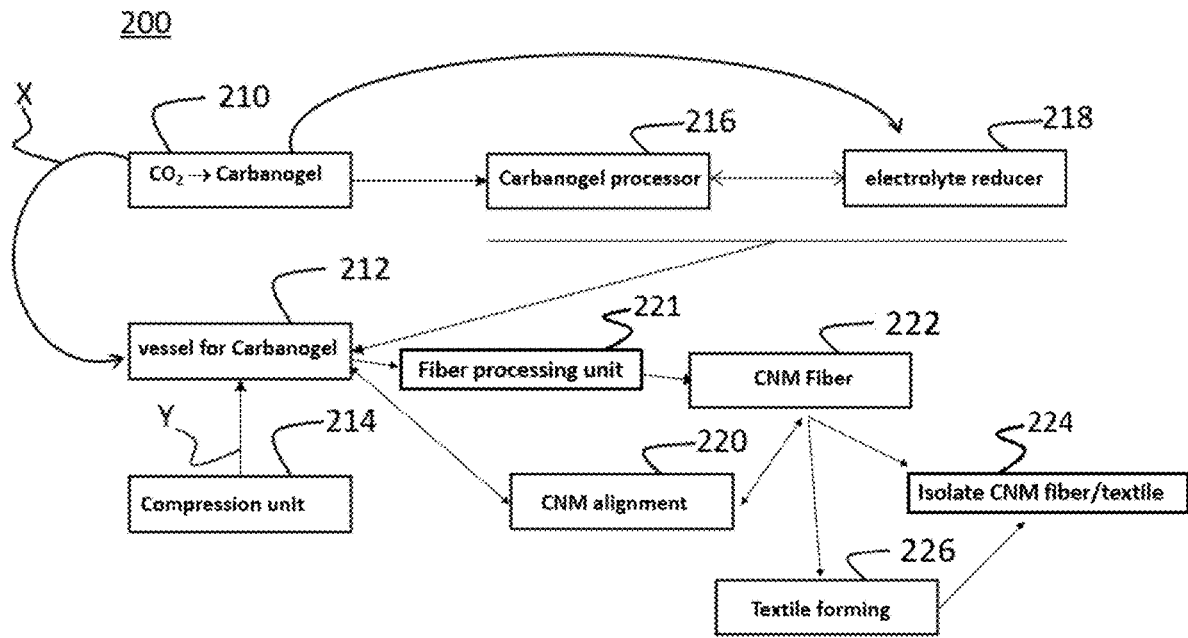 200
X
210
216
218
CO₂ → Carbanogel
Carbanogel processor
electrolyte reducer
212
vessel for Carbanogel
221
Fiber processing unit
222
CNM Fiber
Y
214
Compression unit
220
CNM alignment
224
Isolate CNM fiber/textile
226
Textile forming